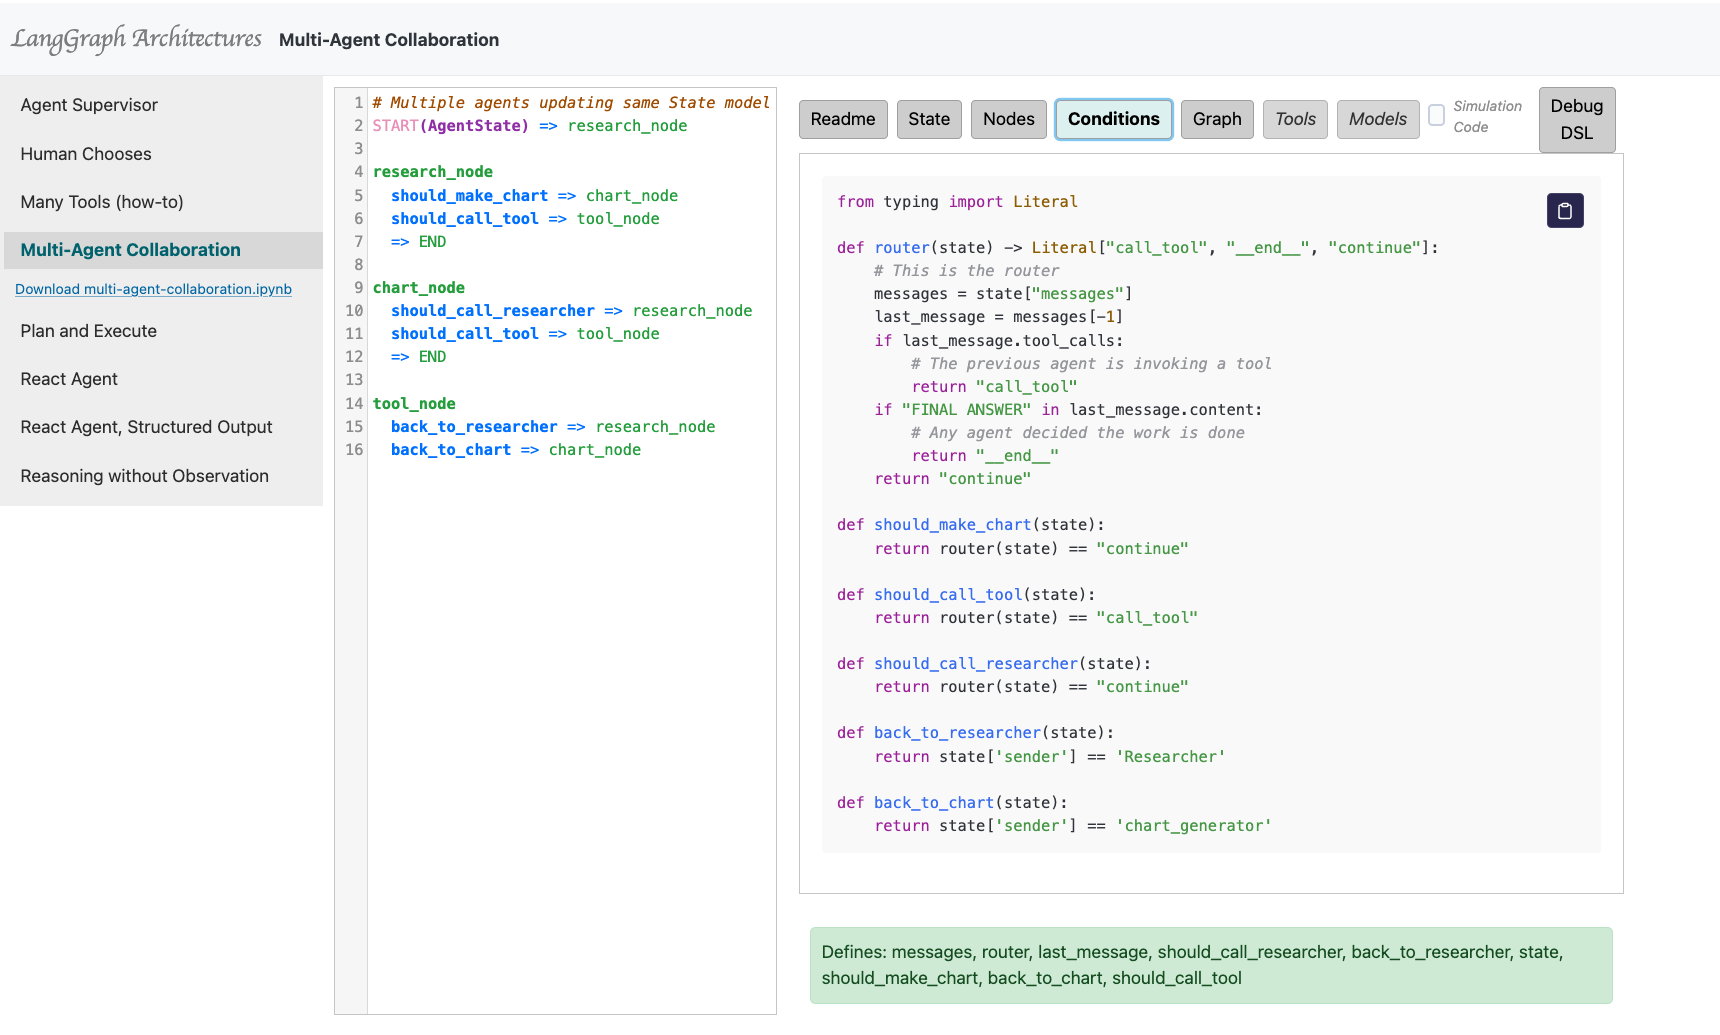 LangGraph Architectures Multi-Agent Collaboration
Agent Supervisor
Human Chooses
Many Tools (how-to)
Multi-Agent Collaboration
Download multi-agent-collaboration.ipynb
Plan and Execute
React Agent
React Agent, Structured Output
Reasoning without Observation
1 # Multiple agents updating same State model
2 START(AgentState) => research_node
3
4 research_node
5   should_make_chart => chart_node
6   should_call_tool => tool_node
7   => END
8
9 chart_node
10   should_call_researcher => research_node
11   should_call_tool => tool_node
12   => END
13
14 tool_node
15   back_to_researcher => research_node
16   back_to_chart => chart_node
Readme State Nodes Conditions Graph Tools Models Simulation Code Debug DSL
from typing import Literal

def router(state) -> Literal["call_tool", "__end__", "continue"]:
    # This is the router
    messages = state["messages"]
    last_message = messages[-1]
    if last_message.tool_calls:
        # The previous agent is invoking a tool
        return "call_tool"
    if "FINAL ANSWER" in last_message.content:
        # Any agent decided the work is done
        return "__end__"
    return "continue"

def should_make_chart(state):
    return router(state) == "continue"

def should_call_tool(state):
    return router(state) == "call_tool"

def should_call_researcher(state):
    return router(state) == "continue"

def back_to_researcher(state):
    return state['sender'] == 'Researcher'

def back_to_chart(state):
    return state['sender'] == 'chart_generator'
Defines: messages, router, last_message, should_call_researcher, back_to_researcher, state,
should_make_chart, back_to_chart, should_call_tool